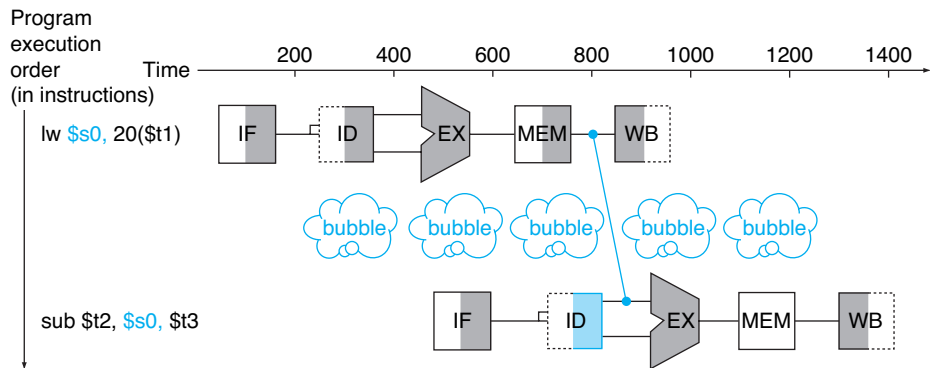 Program
execution
order
(in instructions)
Time
200 400 600 800 1000 1200 1400
lw $s0, 20($t1)
IF ID EX MEM WB
bubble bubble bubble bubble bubble
sub $t2, $s0, $t3
IF ID EX MEM WB